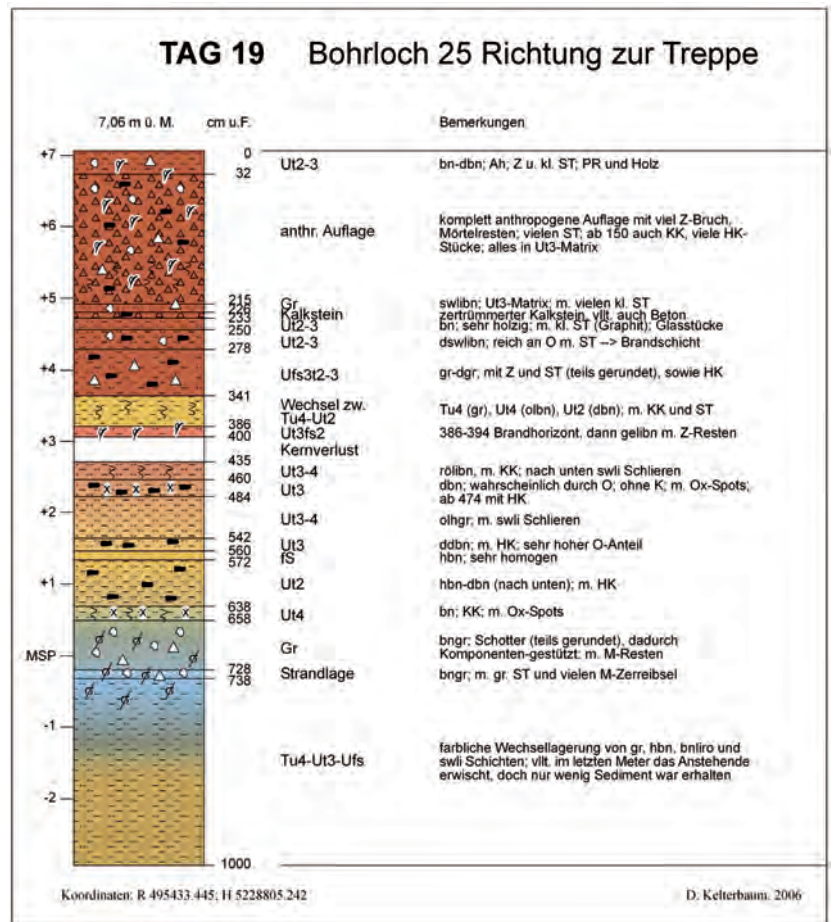 TAG 19 Bohrloch 25 Richtung zur Treppe
7,06 m ü. M. cm u.F. Bemerkungen
+7
+6
+5
+4
+3
+2
+1
MSP
-1
-2
0
Ut2-3 bn-dbn; Ah; Z u. kl. ST; PR und Holz
32
anthr. Auflage komplett anthropogene Auflage mit viel Z-Bruch,
Mörtelresten; vielen ST; ab 150 auch KK, viele HK-
Stücke; alles in Ut3-Matrix
215
Gr swlibn; Ut3-Matrix; m. vielen kl. ST
226
Kalkstein zertrümmerter Kalkstein, vllt. auch Beton
233
Ut2-3 bn; sehr holzig; m. kl. ST (Graphit); Glasstücke
250
Ut2-3 dswlibn; reich an O m. ST --> Brandschicht
278
Ufs3t2-3 gr-dgr, mit Z und ST (teils gerundet), sowie HK
341
Wechsel zw. Tu4 (gr), Ut4 (olbn), Ut2 (dbn); m. KK und ST
Tu4-Ut2
386
Ut3fs2 386-394 Brandhorizont, dann gelibn m. Z-Resten
400
Kernverlust
435
Ut3-4 rölibn, m. KK; nach unten swli Schlieren
460
Ut3 dbn; wahrscheinlich durch O; ohne K; m. Ox-Spots;
ab 474 mit HK
484
Ut3-4 olhgr; m. swli Schlieren
542
Ut3 ddbn; m. HK; sehr hoher O-Anteil
560
fS hbn; sehr homogen
572
Ut2 hbn-dbn (nach unten); m. HK
638
Ut4 bn; KK; m. Ox-Spots
658
Gr bngr; Schotter (teils gerundet), dadurch
Komponenten-gestützt; m. M-Resten
728
Strandlage bngr; m. gr. ST und vielen M-Zerreibsel
738
Tu4-Ut3-Ufs farbliche Wechsellagerung von gr, hbn, bnliro und
swli Schichten; vllt. im letzten Meter das Anstehende
erwischt, doch nur wenig Sediment war erhalten
1000
Koordinaten: R 495433.445; H 5228805.242 D. Kelterbaum, 2006